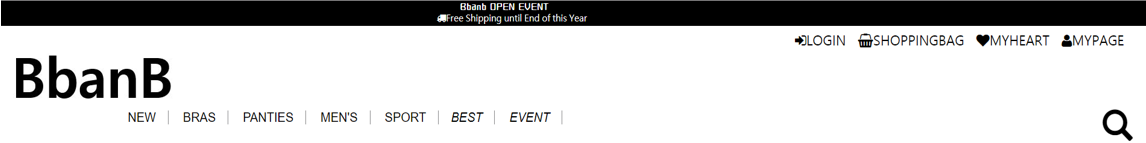 Bbanb OPEN EVENT
Free Shipping until End of this Year
LOGIN SHOPPINGBAG MYHEART MYPAGE
BbanB
NEW BRAS PANTIES MEN'S SPORT BEST EVENT